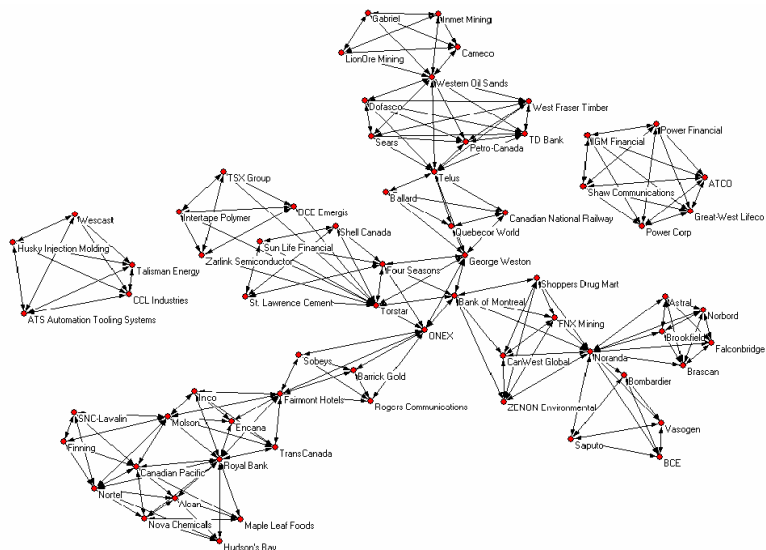 Gabriel
Inmet Mining
Cameco
LionOre Mining
Western Oil Sands
Dofasco
West Fraser Timber
Sears
Petro-Canada
TD Bank
Power Financial
IGM Financial
ATCO
Shaw Communications
Great-West Lifeco
Power Corp
Telus
TSX Group
Ballard
Intertape Polymer
BCE Emergis
Canadian National Railway
Quebecor World
Wescast
Shell Canada
Husky Injection Molding
Sun Life Financial
Zarlink Semiconductor
George Weston
Talisman Energy
Four Seasons
Shoppers Drug Mart
CCL Industries
St. Lawrence Cement
Torstar
Bank of Montreal
Astral
Norbord
ATS Automation Tooling Systems
FNX Mining
ONEX
Brookfield
Falconbridge
Sobeys
CanWest Global
Noranda
Brascan
Barrick Gold
Bombardier
Inco
Fairmont Hotels
Rogers Communications
ZENON Environmental
SNC-Lavalin
Molson
Encana
Vasogen
Finning
TransCanada
Saputo
BCE
Canadian Pacific
Royal Bank
Nortel
Alcan
Nova Chemicals
Maple Leaf Foods
Hudson's Bay